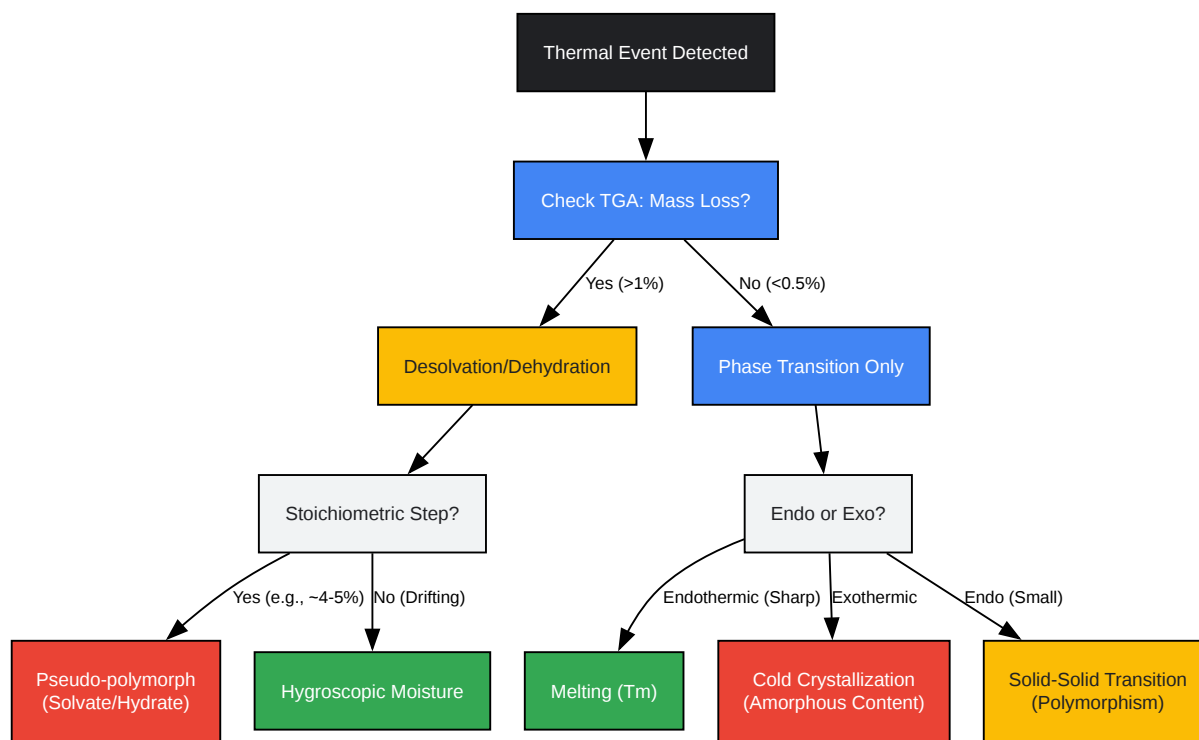 Thermal Event Detected
Check TGA: Mass Loss?
Yes (>1%)
No (<0.5%)
Desolvation/Dehydration
Phase Transition Only
Stoichiometric Step?
Endo or Exo?
Yes (e.g., ~4-5%)
No (Drifting)
Endothermic (Sharp)
Exothermic
Endo (Small)
Pseudo-polymorph
(Solvate/Hydrate)
Hygroscopic Moisture
Melting (Tm)
Cold Crystallization
(Amorphous Content)
Solid-Solid Transition
(Polymorphism)